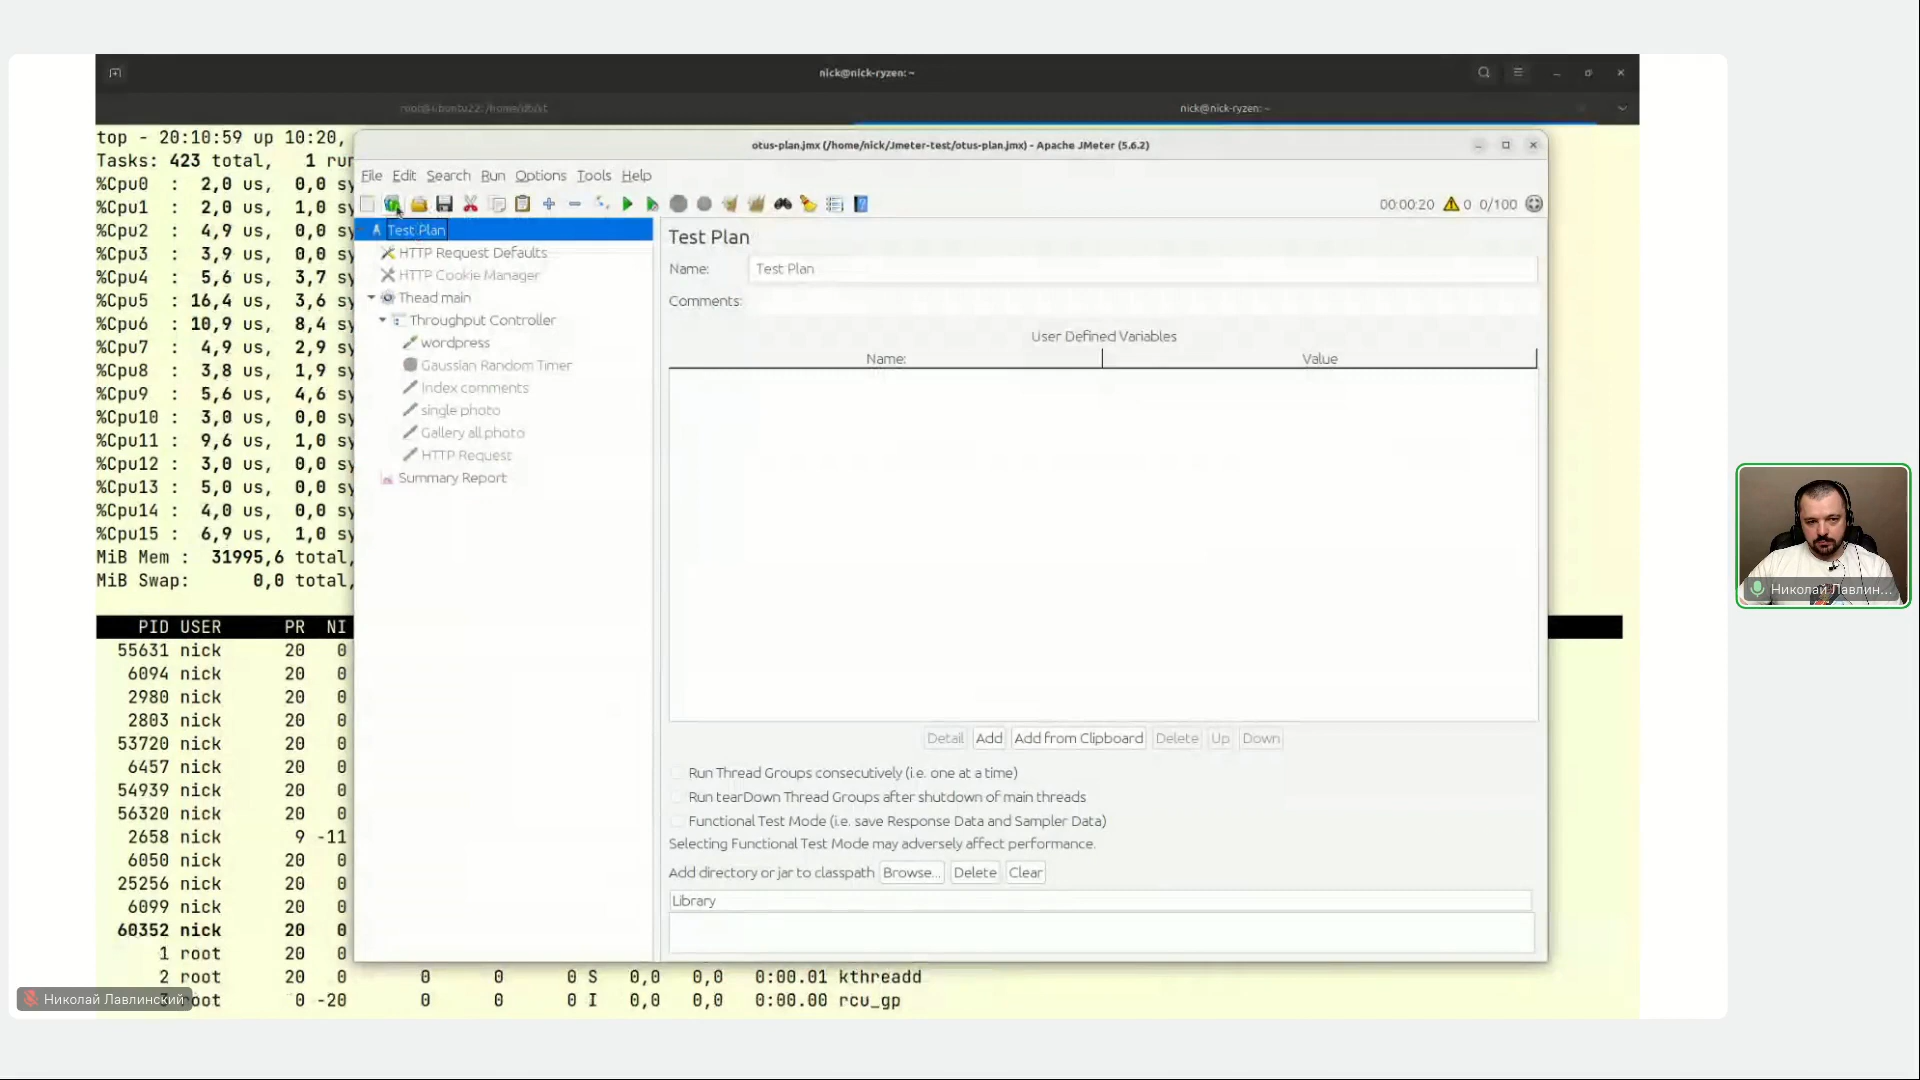 nick@nick-ryzen: ~
root@ubuntu22: /home/dbixt
nick@nick-ryzen: ~
top - 20:10:59 up 10:20,
Tasks: 423 total, 1 run
%Cpu0 : 2,0 us, 0,0 sy
%Cpu1 : 2,0 us, 1,0 sy
%Cpu2 : 4,9 us, 0,0 sy
%Cpu3 : 3,9 us, 0,0 sy
%Cpu4 : 5,6 us, 3,7 sy
%Cpu5 : 16,4 us, 3,6 sy
%Cpu6 : 10,9 us, 8,4 sy
%Cpu7 : 4,9 us, 2,9 sy
%Cpu8 : 3,8 us, 1,9 sy
%Cpu9 : 5,6 us, 4,6 sy
%Cpu10 : 3,0 us, 0,0 sy
%Cpu11 : 9,6 us, 1,0 sy
%Cpu12 : 3,0 us, 0,0 sy
%Cpu13 : 5,0 us, 0,0 sy
%Cpu14 : 4,0 us, 0,0 sy
%Cpu15 : 6,9 us, 1,0 sy
MiB Mem : 31995,6 total,
MiB Swap: 0,0 total,
PID USER PR NI
55631 nick 20 0
6094 nick 20 0
2980 nick 20 0
2803 nick 20 0
53720 nick 20 0
6457 nick 20 0
54939 nick 20 0
56320 nick 20 0
2658 nick 9 -11
6050 nick 20 0
25256 nick 20 0
6099 nick 20 0
60352 nick 20 0
1 root 20 0
2 root 20 0 0 0 0 S 0,0 0,0 0:00.01 kthreadd
root 0 -20 0 0 0 I 0,0 0,0 0:00.00 rcu_gp
otus-plan.jmx (/home/nick/Jmeter-test/otus-plan.jmx) - Apache JMeter (5.6.2)
File Edit Search Run Options Tools Help
00:00:20 0 0/100
Test Plan
HTTP Request Defaults
HTTP Cookie Manager
Thead main
Throughput Controller
wordpress
Gaussian Random Timer
Index comments
single photo
Gallery all photo
HTTP Request
Summary Report
Test Plan
Name: Test Plan
Comments:
User Defined Variables
Name: Value
Detail Add Add from Clipboard Delete Up Down
Run Thread Groups consecutively (i.e. one at a time)
Run tearDown Thread Groups after shutdown of main threads
Functional Test Mode (i.e. save Response Data and Sampler Data)
Selecting Functional Test Mode may adversely affect performance.
Add directory or jar to classpath Browse... Delete Clear
Library
Николай Лавлин...
Николай Лавлинский